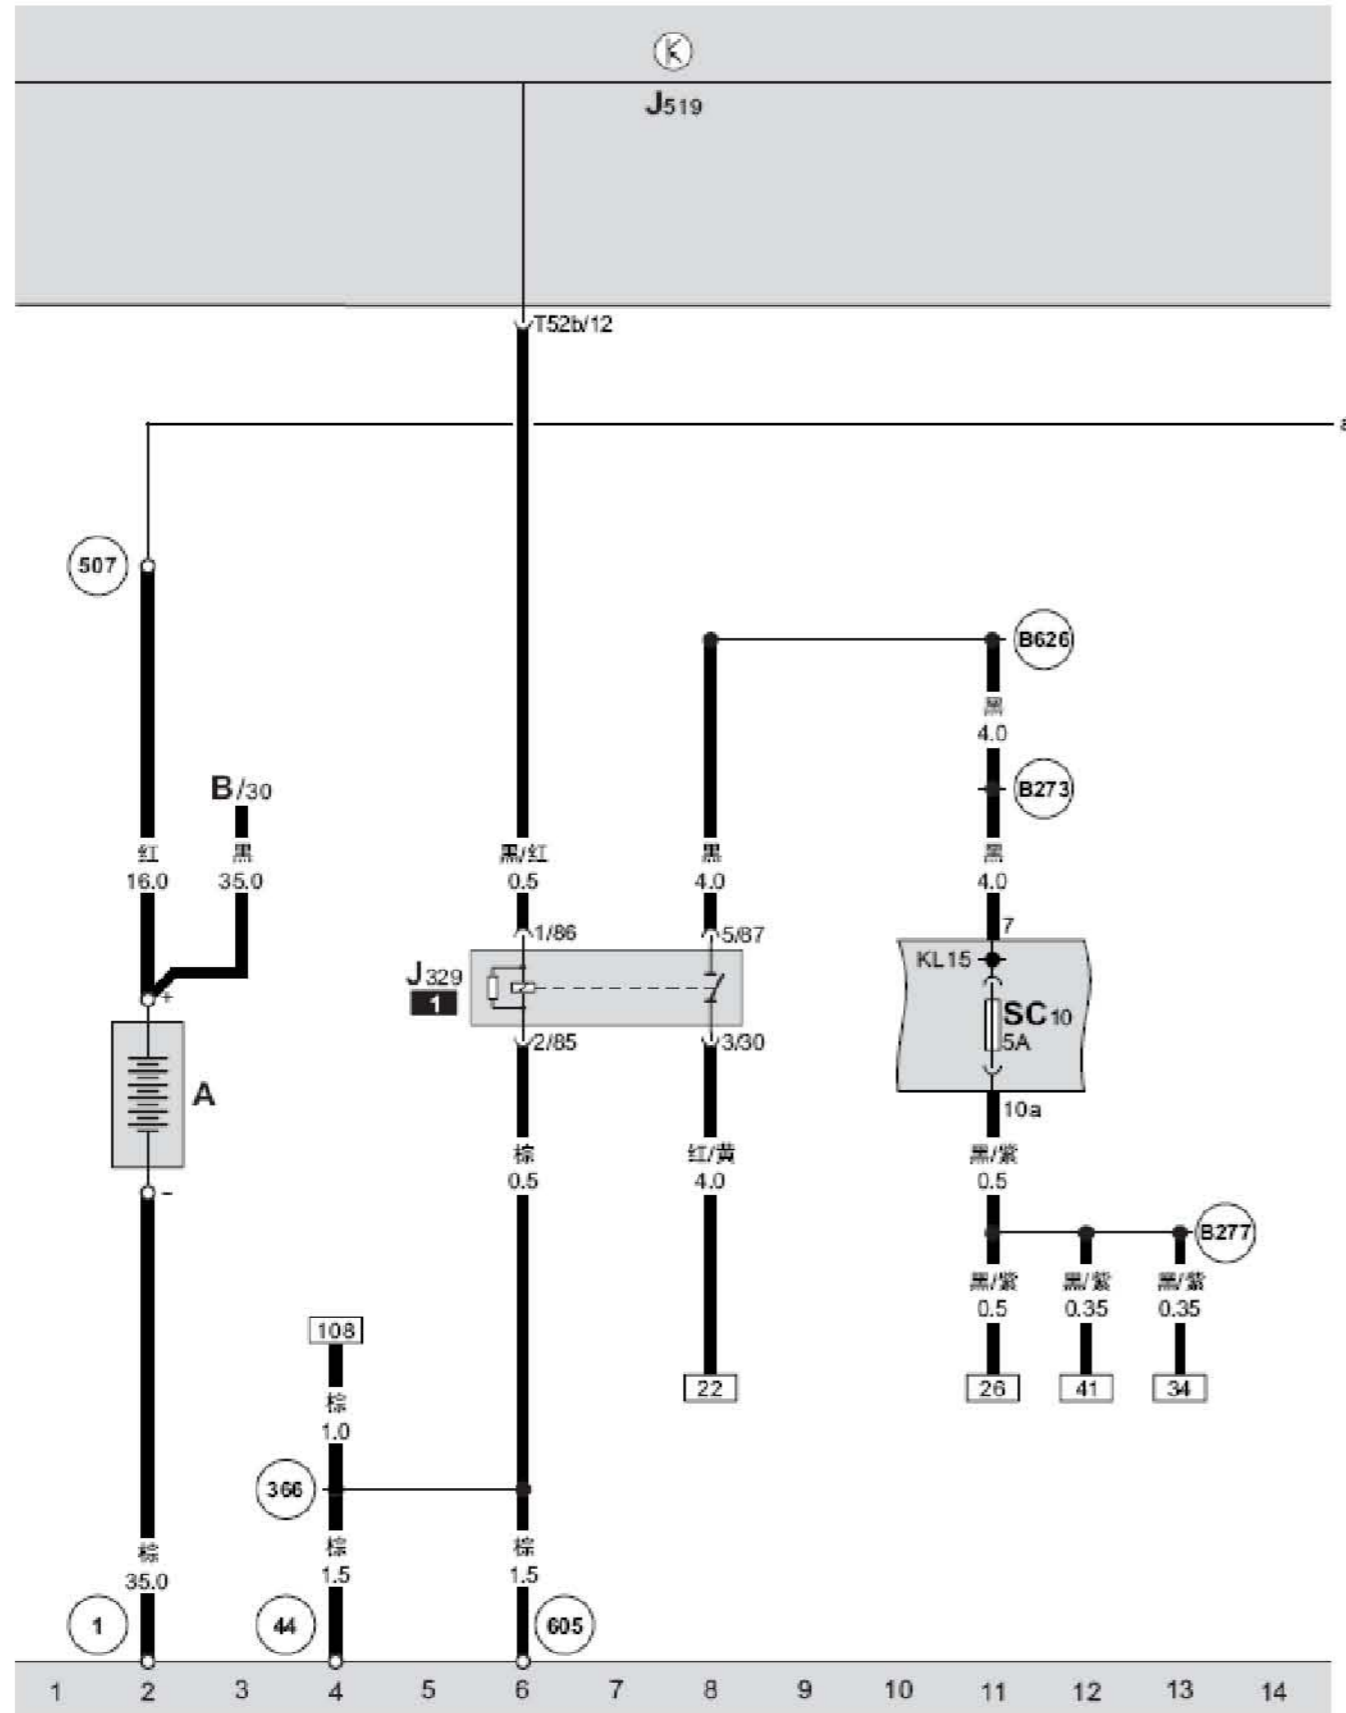 K
J519
T52b/12
a
507
B626
黑
4.0
B273
B/30
红 黑 黑/红 黑 黑
16.0 35.0 0.5 4.0 4.0
1/86 5/87 7
KL15
J329
1
SC10
5A
+
2/85 3/30
A
10a
棕 红/黄 黑/紫
0.5 4.0 0.5
-
B277
黑/紫 黑/紫 黑/紫
0.5 0.35 0.35
108
22 26 41 34
棕
1.0
366
棕 棕 棕
35.0 1.5 1.5
1 44 605
1 2 3 4 5 6 7 8 9 10 11 12 13 14